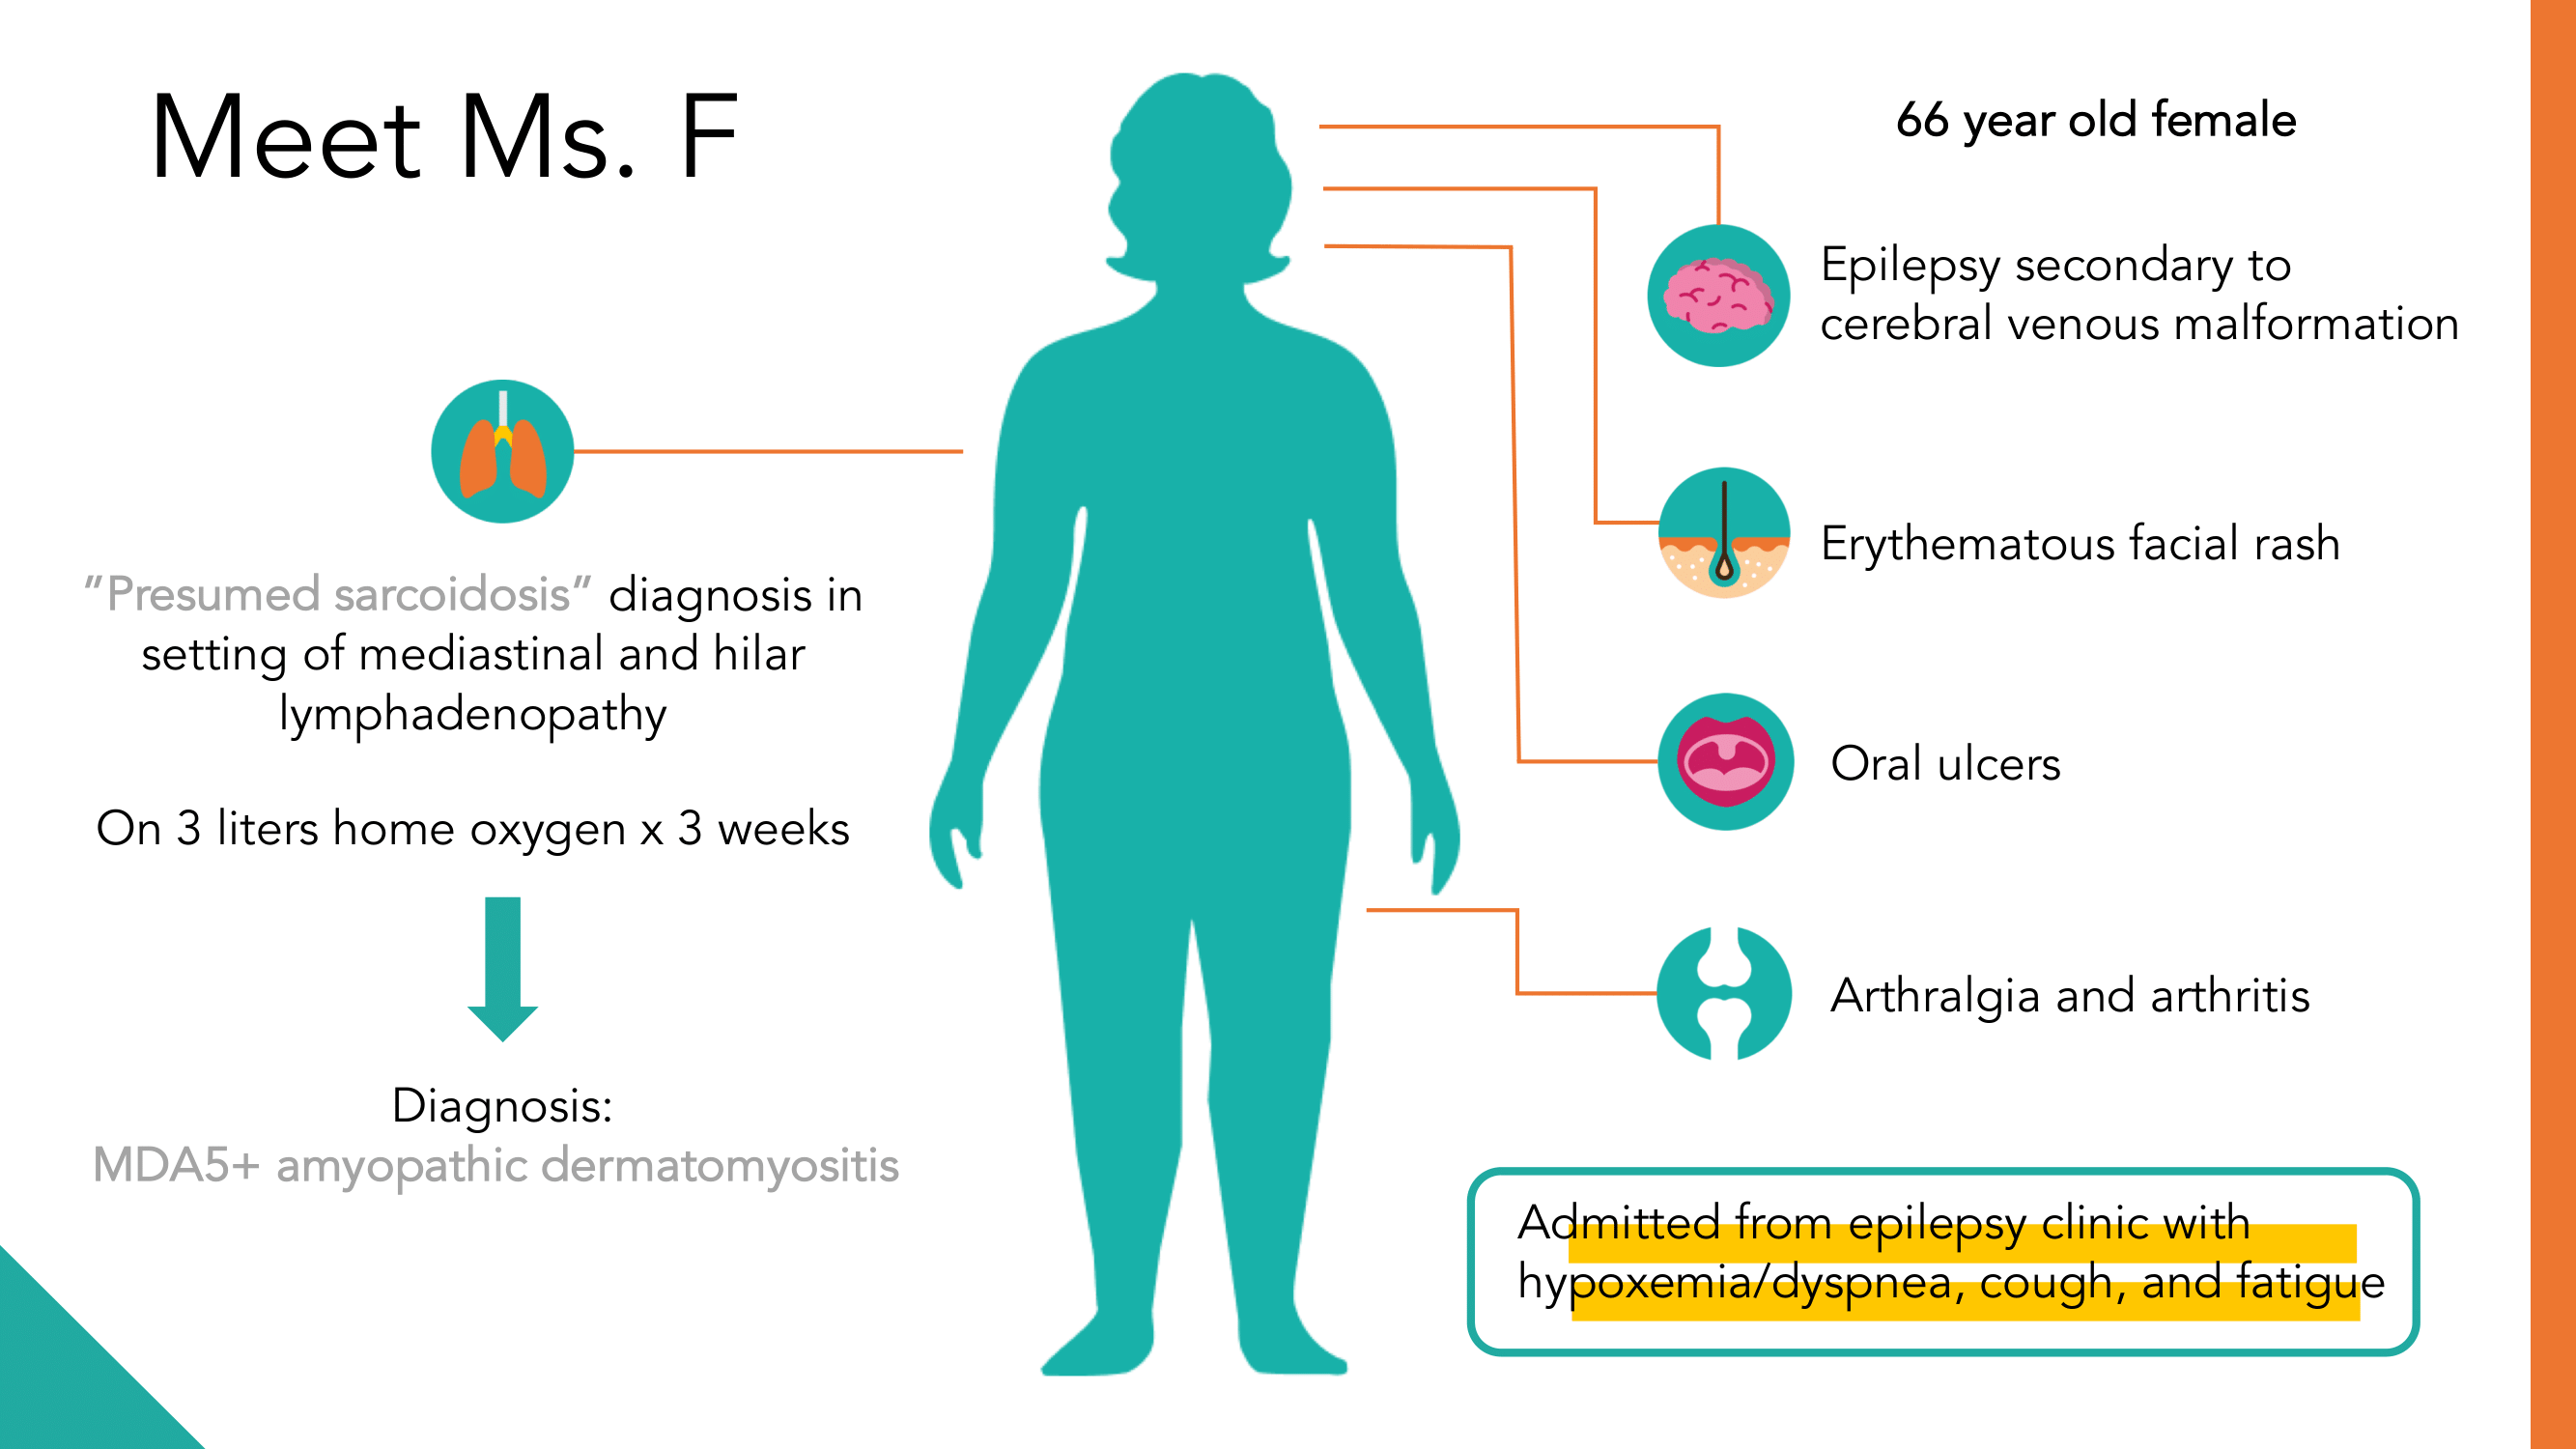 Meet Ms. F
66 year old female
Epilepsy secondary to
cerebral venous malformation
Erythematous facial rash
Oral ulcers
Arthralgia and arthritis
"Presumed sarcoidosis" diagnosis in
setting of mediastinal and hilar
lymphadenopathy
On 3 liters home oxygen x 3 weeks
Diagnosis:
MDA5+ amyopathic dermatomyositis
Admitted from epilepsy clinic with
hypoxemia/dyspnea, cough, and fatigue